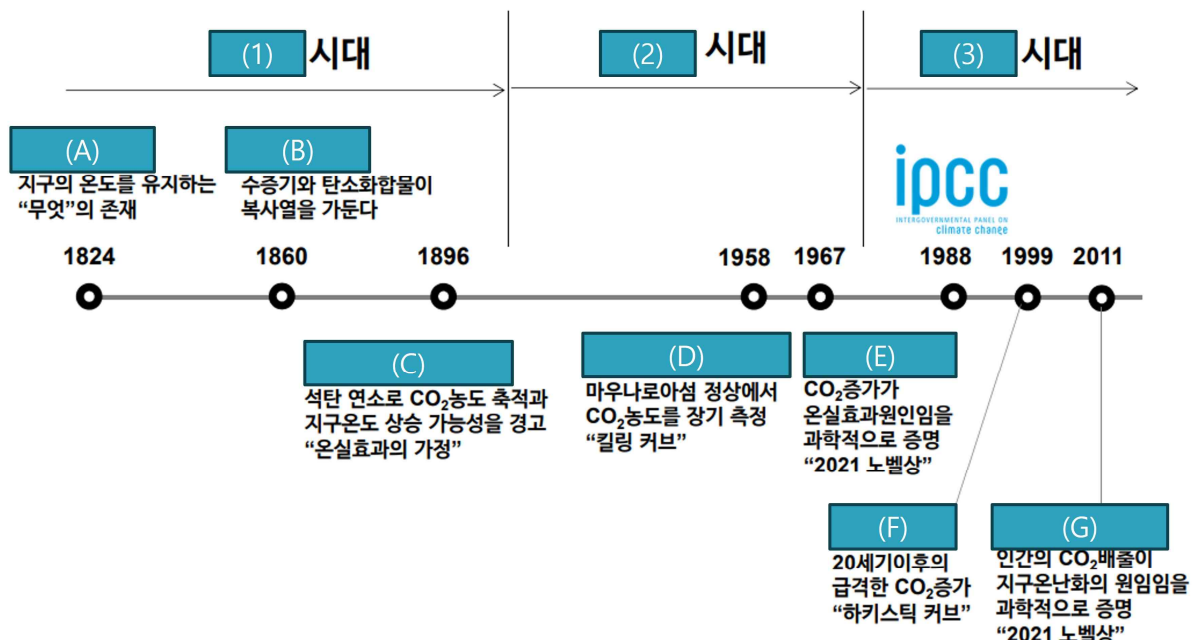 (1) 시대
(2) 시대
(3) 시대
(A)
지구의 온도를 유지하는
“무엇”의 존재
(B)
수증기와 탄소화합물이
복사열을 가둔다
ipcc
INTERGOVERNMENTAL PANEL ON
climate change
1824
1860
1896
1958
1967
1988
1999
2011
(C)
석탄 연소로 CO₂농도 축적과
지구온도 상승 가능성을 경고
“온실효과의 가정”
(D)
마우나로아섬 정상에서
CO₂농도를 장기 측정
“킬링 커브”
(E)
CO₂증가가
온실효과원인임을
과학적으로 증명
“2021 노벨상”
(F)
20세기이후의
급격한 CO₂증가
“하키스틱 커브”
(G)
인간의 CO₂배출이
지구온난화의 원임임을
과학적으로 증명
“2021 노벨상”